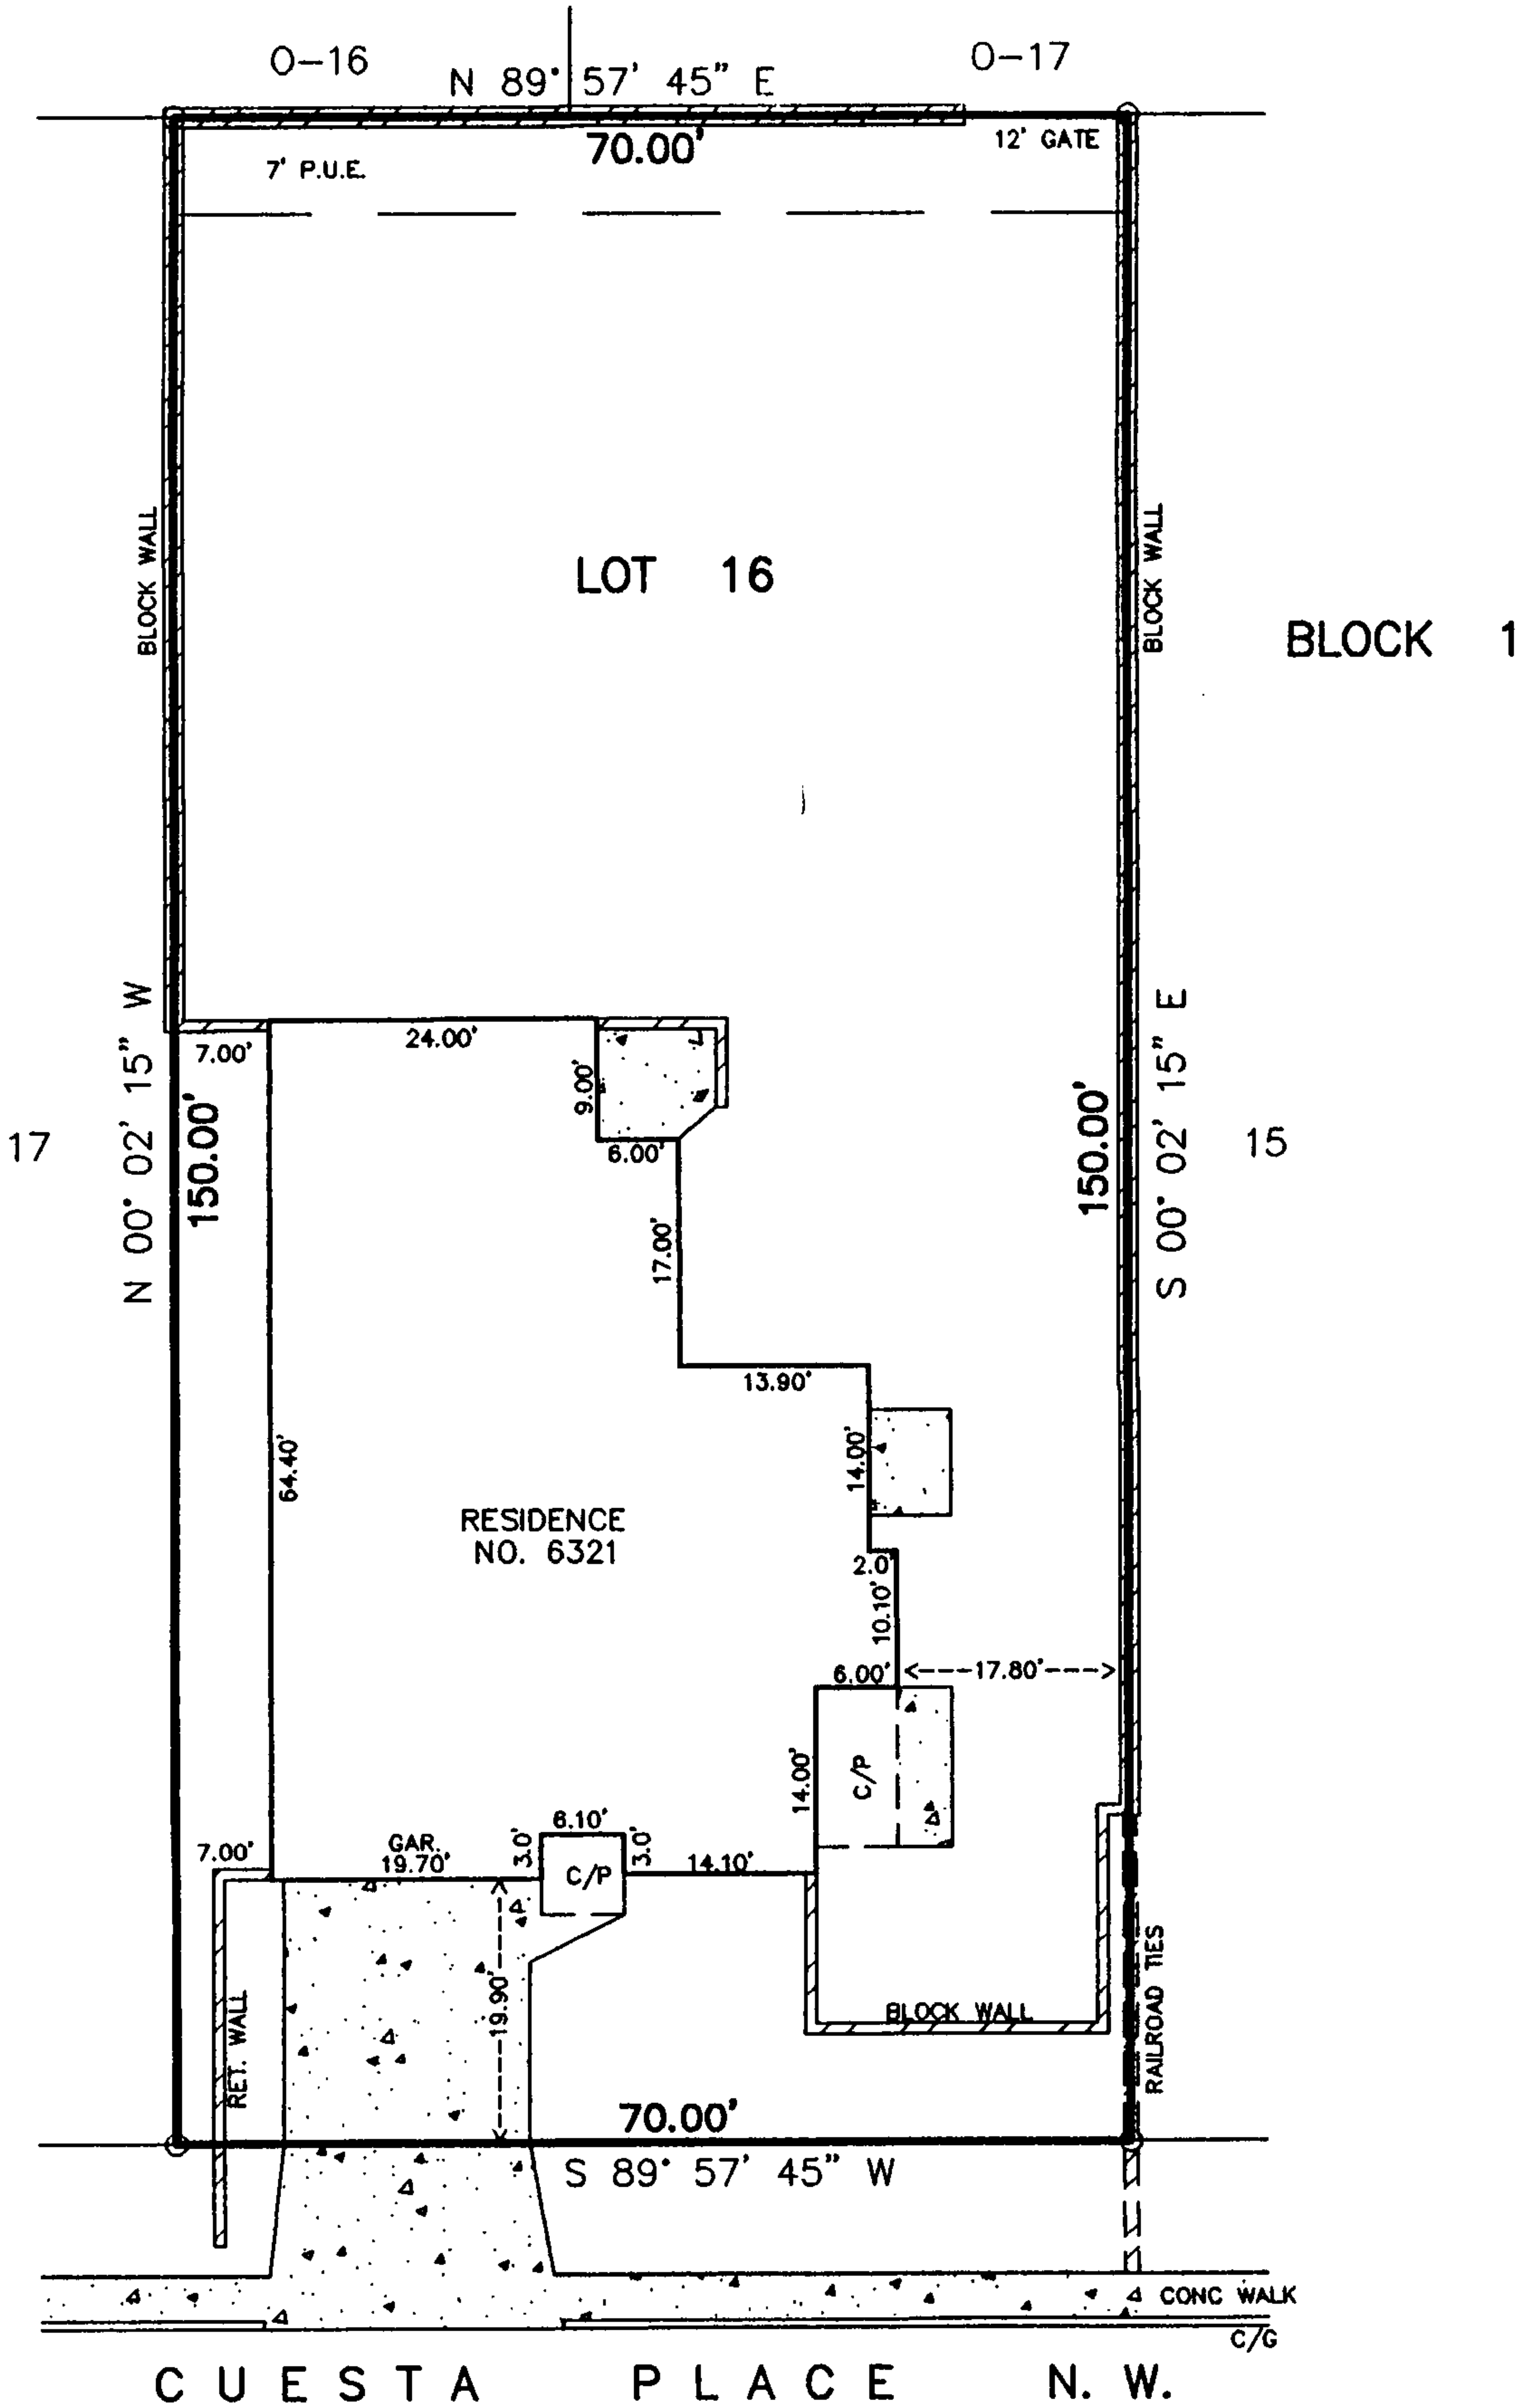 O-16
O-17
N 89° 57' 45" E
70.00'
12' GATE
7' P.U.E.
BLOCK WALL
BLOCK WALL
LOT 16
BLOCK 1
N 00° 02' 15" W
150.00'
7.00'
24.00'
9.00'
6.00'
17.00'
150.00'
S 00° 02' 15" E
17
15
13.90'
64.40'
14.00'
RESIDENCE
NO. 6321
2.0'
10.10'
6.00'
17.80'
14.00'
C/P
6.10'
7.00'
GAR.
19.70'
3.0'
3.0'
C/P
14.10'
19.90'
RET. WALL
BLOCK WALL
RAILROAD TIES
70.00'
S 89° 57' 45" W
CONC WALK
C/G
CUESTA PLACE N. W.